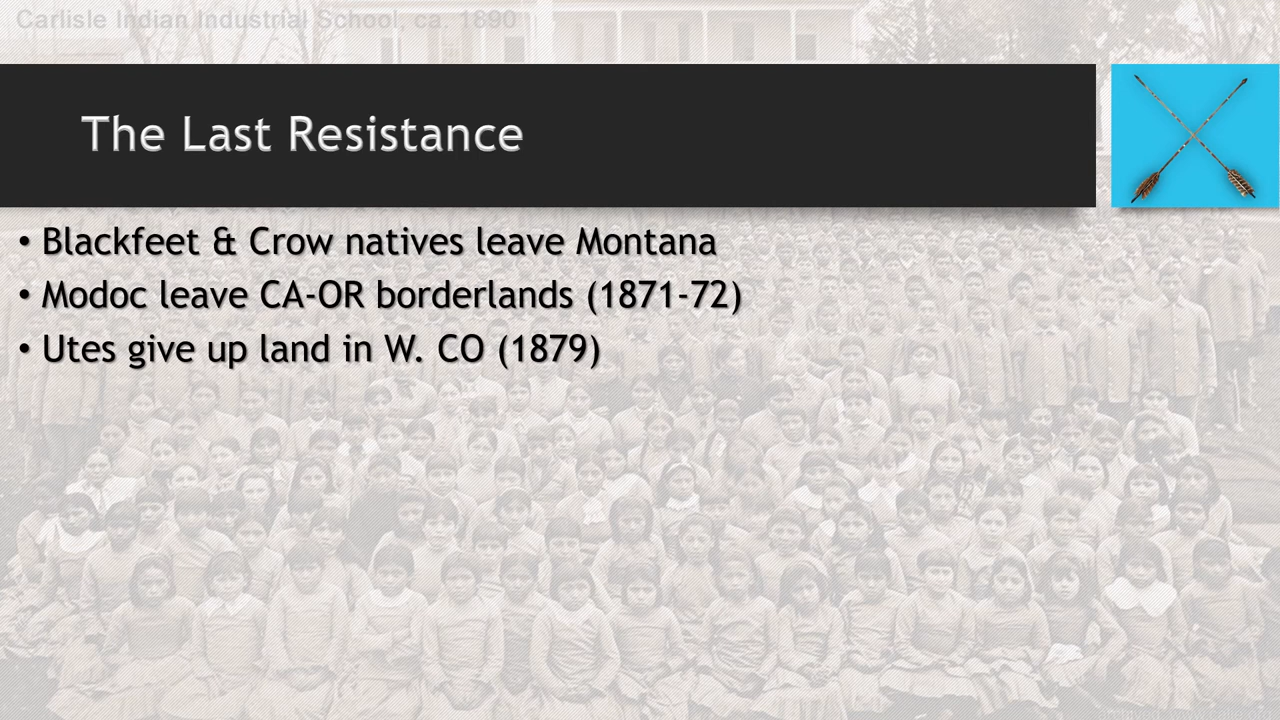 Carlisle Indian Industrial School, ca. 1890
The Last Resistance
• Blackfeet & Crow natives leave Montana
• Modoc leave CA-OR borderlands (1871-72)
• Utes give up land in W. CO (1879)